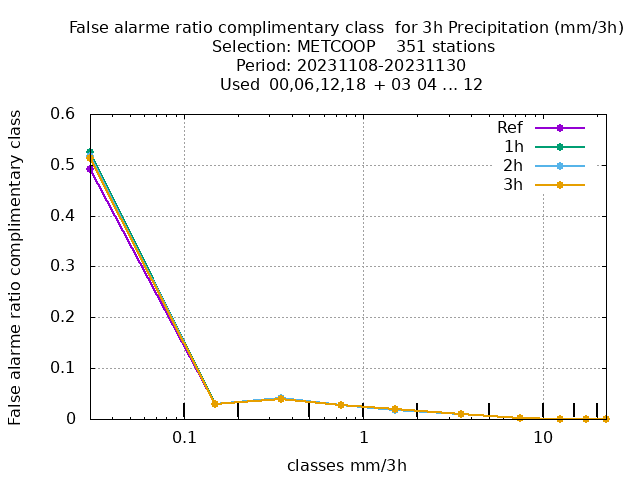 False alarme ratio complimentary class  for 3h Precipitation (mm/3h)
Selection: METCOOP    351 stations
Period: 20231108-20231130
Used  00,06,12,18  + 03 04 ... 12
False alarme ratio complimentary class
0.6
0.5
0.4
0.3
0.2
0.1
0
Ref
1h
2h
3h
0.1
1
10
classes mm/3h